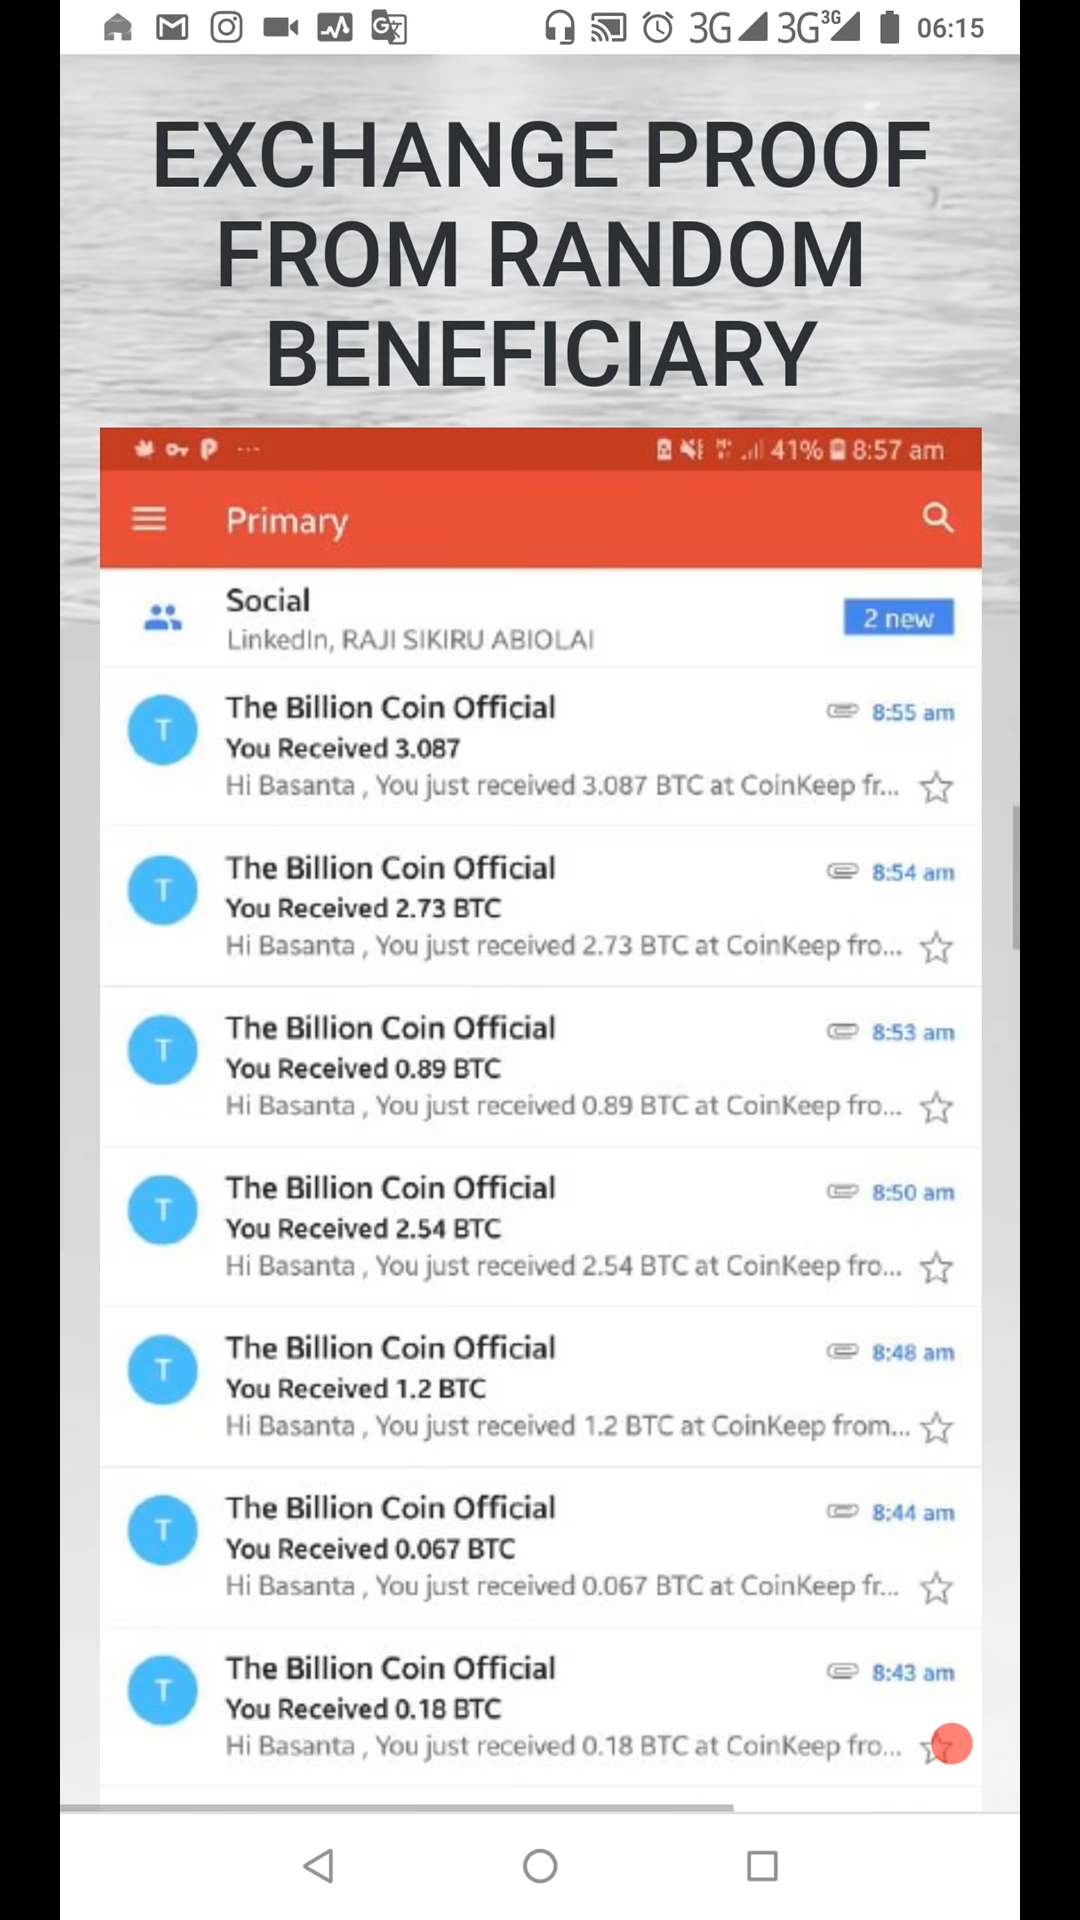 3G 3G 3G 06:15
EXCHANGE PROOF
FROM RANDOM
BENEFICIARY
41% 8:57 am
Primary
Social
2 new
LinkedIn, RAJI SIKIRU ABIOLAI
The Billion Coin Official 8:55 am
You Received 3.087
Hi Basanta , You just received 3.087 BTC at CoinKeep fr...
The Billion Coin Official 8:54 am
You Received 2.73 BTC
Hi Basanta , You just received 2.73 BTC at CoinKeep fro...
The Billion Coin Official 8:53 am
You Received 0.89 BTC
Hi Basanta , You just received 0.89 BTC at CoinKeep fro...
The Billion Coin Official 8:50 am
You Received 2.54 BTC
Hi Basanta , You just received 2.54 BTC at CoinKeep fro...
The Billion Coin Official 8:48 am
You Received 1.2 BTC
Hi Basanta , You just received 1.2 BTC at CoinKeep from...
The Billion Coin Official 8:44 am
You Received 0.067 BTC
Hi Basanta , You just received 0.067 BTC at CoinKeep fr...
The Billion Coin Official 8:43 am
You Received 0.18 BTC
Hi Basanta , You just received 0.18 BTC at CoinKeep fro...